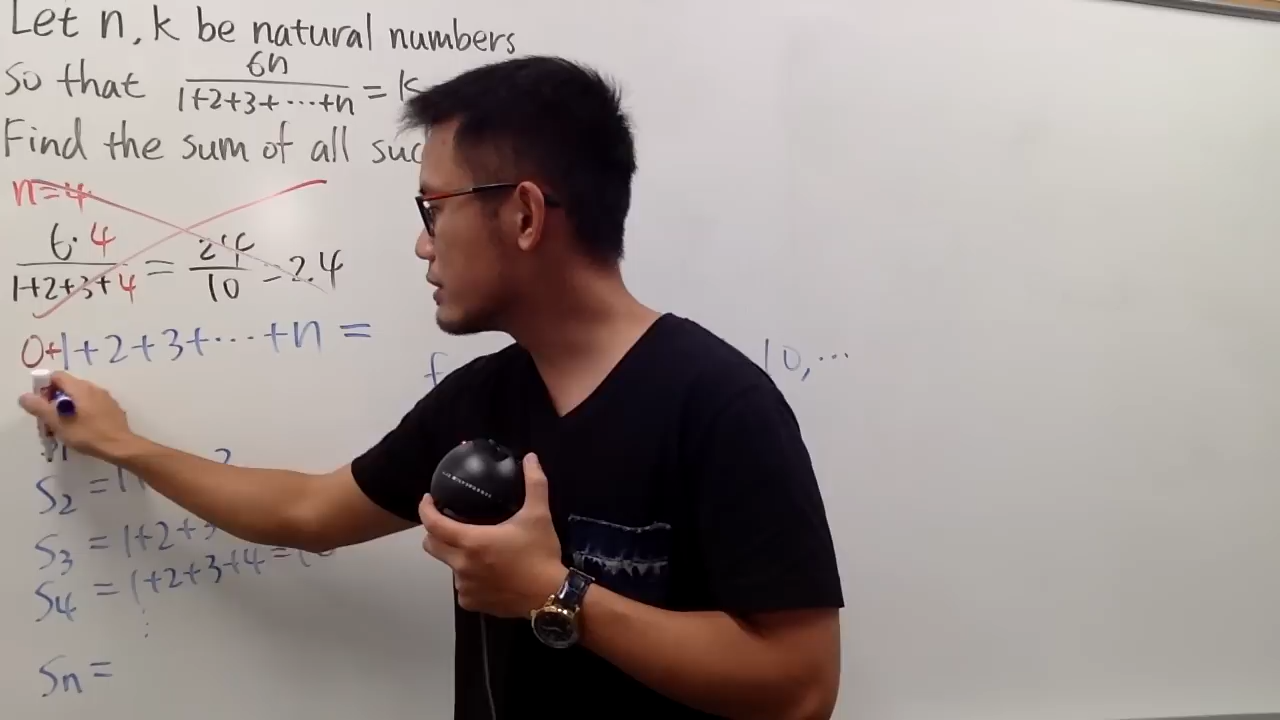 Let n, k be natural numbers
so that 6n / 1+2+3+⋯+n = k
Find the sum of all
n=4
6·4 / 1+2+3+4 = 24 / 10 = 2.4
0+1+2+3+⋯+n =
10,⋯
S2 =
S3 = 1+2+3
S4 = 1+2+3+4=10
⋮
Sn =